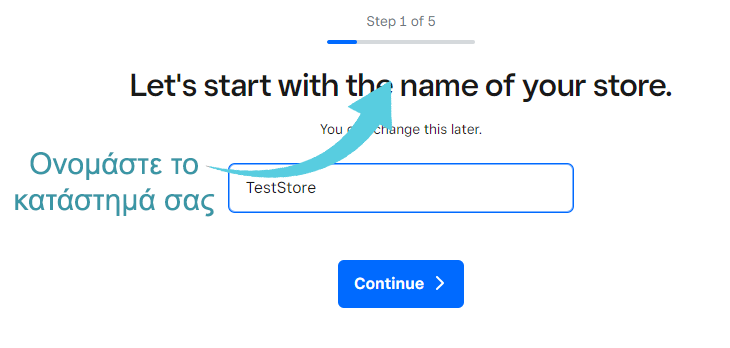 Step 1 of 5
Let's start with the name of your store.
You change this later.
Ονομάστε το
κατάστημά σας
TestStore
Continue